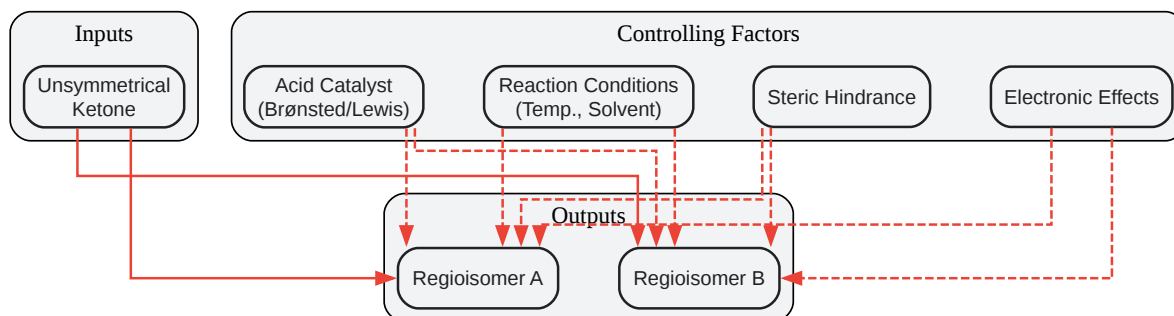 Inputs
Controlling Factors
Unsymmetrical
Ketone
Acid Catalyst
(Brønsted/Lewis)
Reaction Conditions
(Temp., Solvent)
Steric Hindrance
Electronic Effects
Outputs
Regioisomer A
Regioisomer B